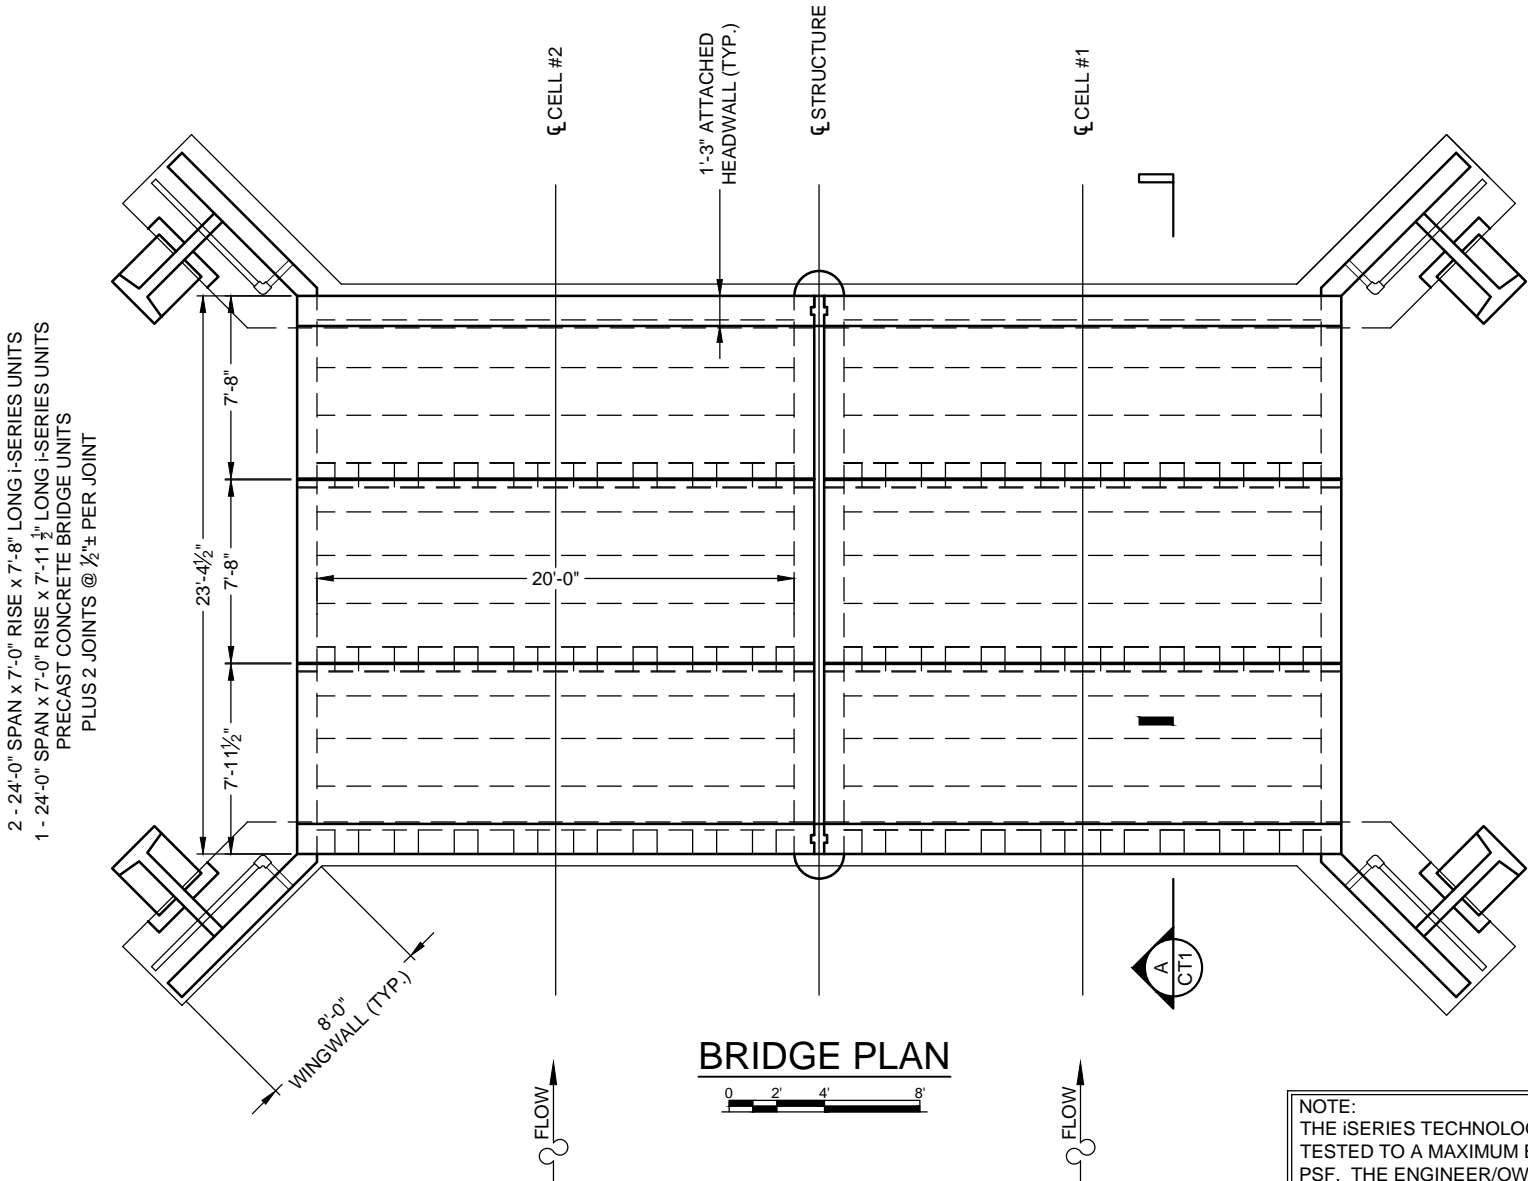 2 - 24'-0" SPAN x 7'-0" RISE x 7'-8" LONG i-SERIES UNITS
1 - 24'-0" SPAN x 7'-0" RISE x 7'-11 1/2" LONG i-SERIES UNITS
PRECAST CONCRETE BRIDGE UNITS
PLUS 2 JOINTS @ ½"± PER JOINT
℄ CELL #2
1'-3" ATTACHED
HEADWALL (TYP.)
℄ STRUCTURE
℄ CELL #1
23'-4½"
7'-8"
7'-8"
7'-11½"
20'-0"
8'-0"
WINGWALL (TYP.)
A
CT1
BRIDGE PLAN
0 2' 4' 8'
FLOW
FLOW
NOTE:
THE iSERIES TECHNOLOG
TESTED TO A MAXIMUM
PSF. THE ENGINEER/OW